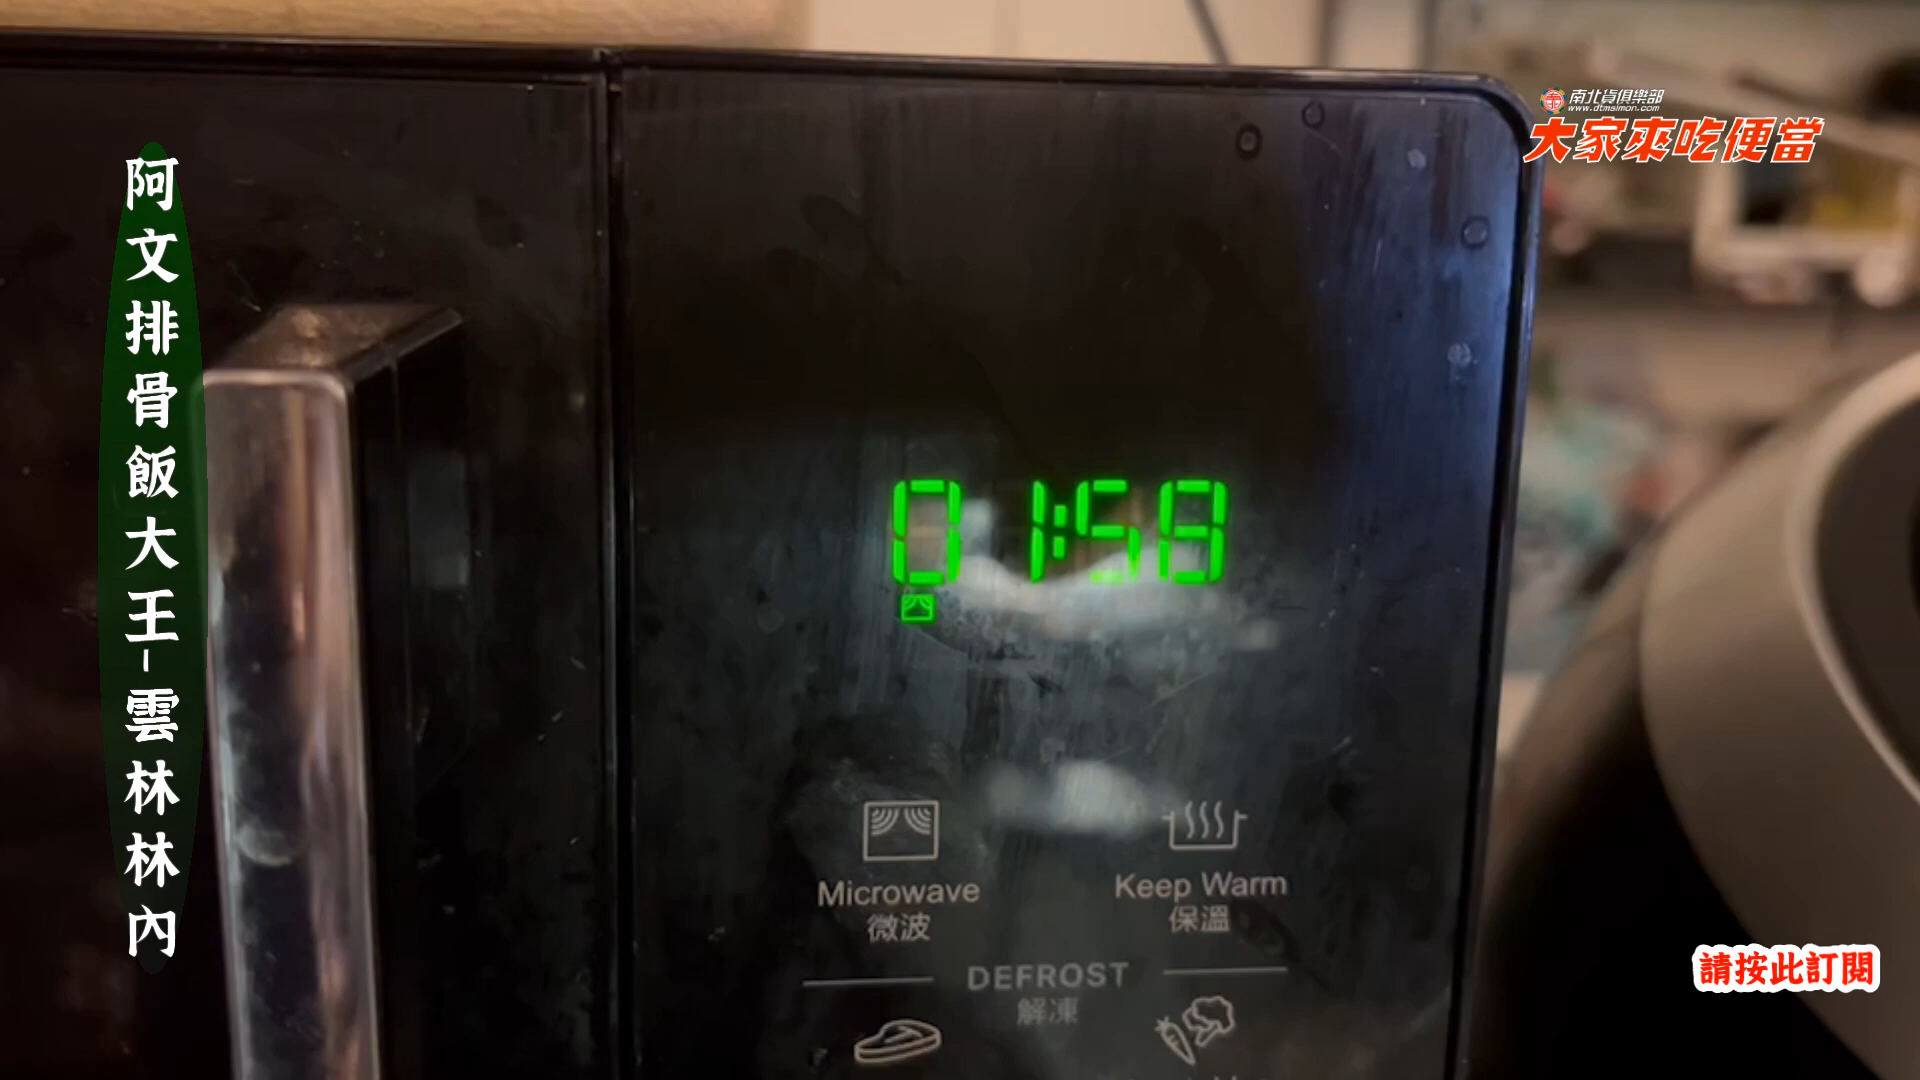 南北貨俱樂部
www.dtmsimon.com
大家來吃便當
阿文排骨飯大王-雲林林內
01:58
Microwave
微波
Keep Warm
保溫
DEFROST
解凍
請按此訂閱